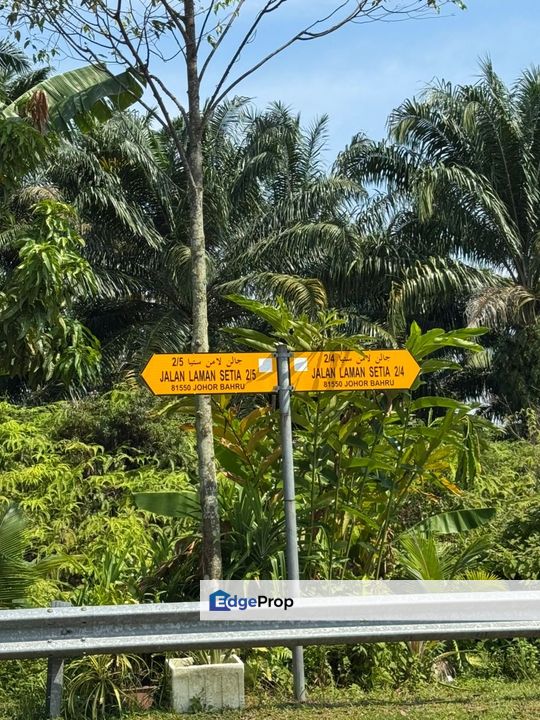 جالن لامن ستيا 2/5
JALAN LAMAN SETIA 2/5
81550 JOHOR BAHRU
جالن لامن ستيا 2/4
JALAN LAMAN SETIA 2/4
81550 JOHOR BAHRU
EdgeProp